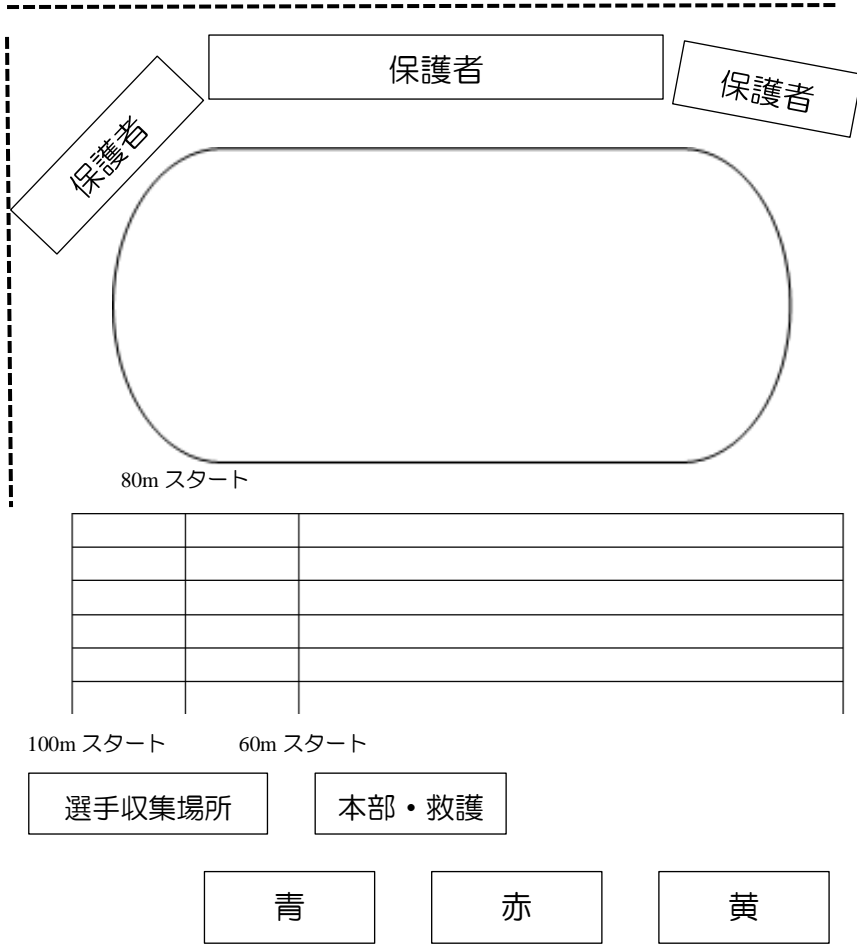 保護者
保護者
保護者
80m スタート
100m スタート
60m スタート
選手収集場所
本部・救護
青
赤
黄